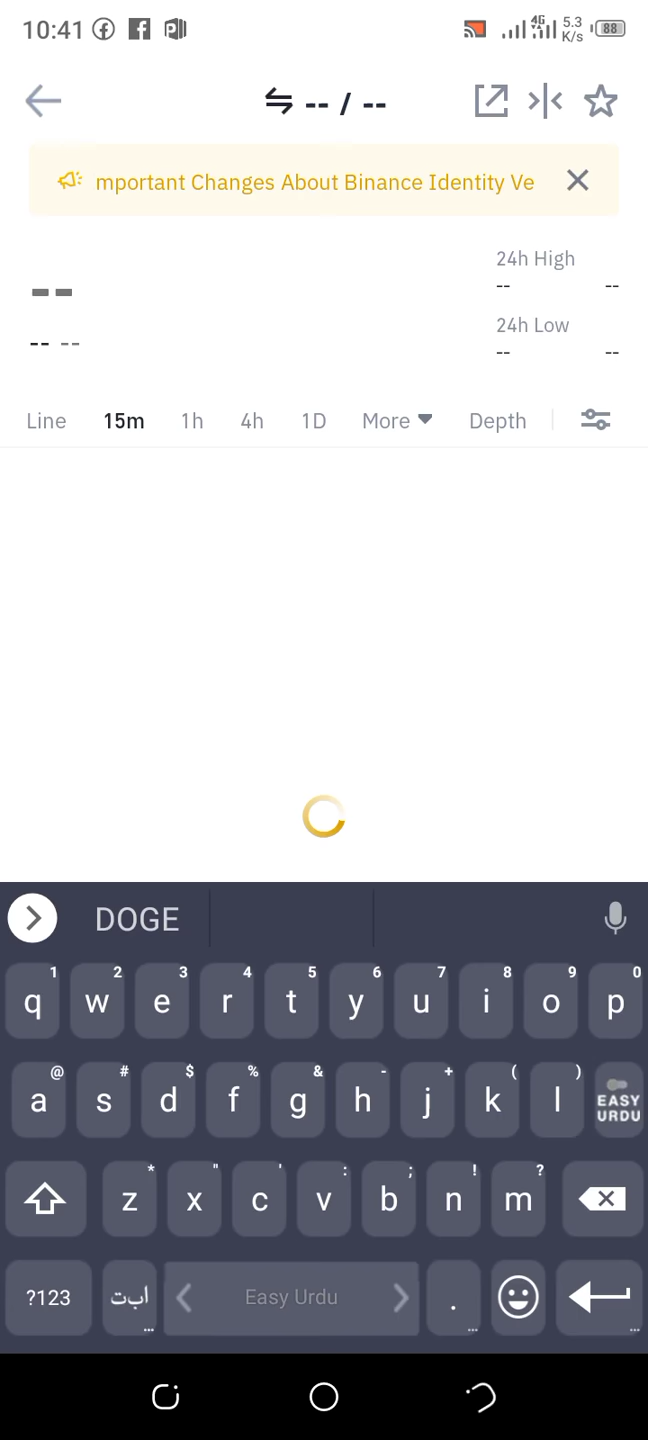 10:41 4G 5.3 K/s 88
-- / --
mportant Changes About Binance Identity Ve
24h High
-- --
--
24h Low
-- --
-- --
Line 15m 1h 4h 1D More Depth
DOGE
1 2 3 4 5 6 7 8 9 0
q w e r t y u i o p
@ # $ % & - + ( )
a s d f g h j k l EASY URDU
* " ' : ; ! ?
z x c v b n m
?123 ابت ... Easy Urdu . ... ...